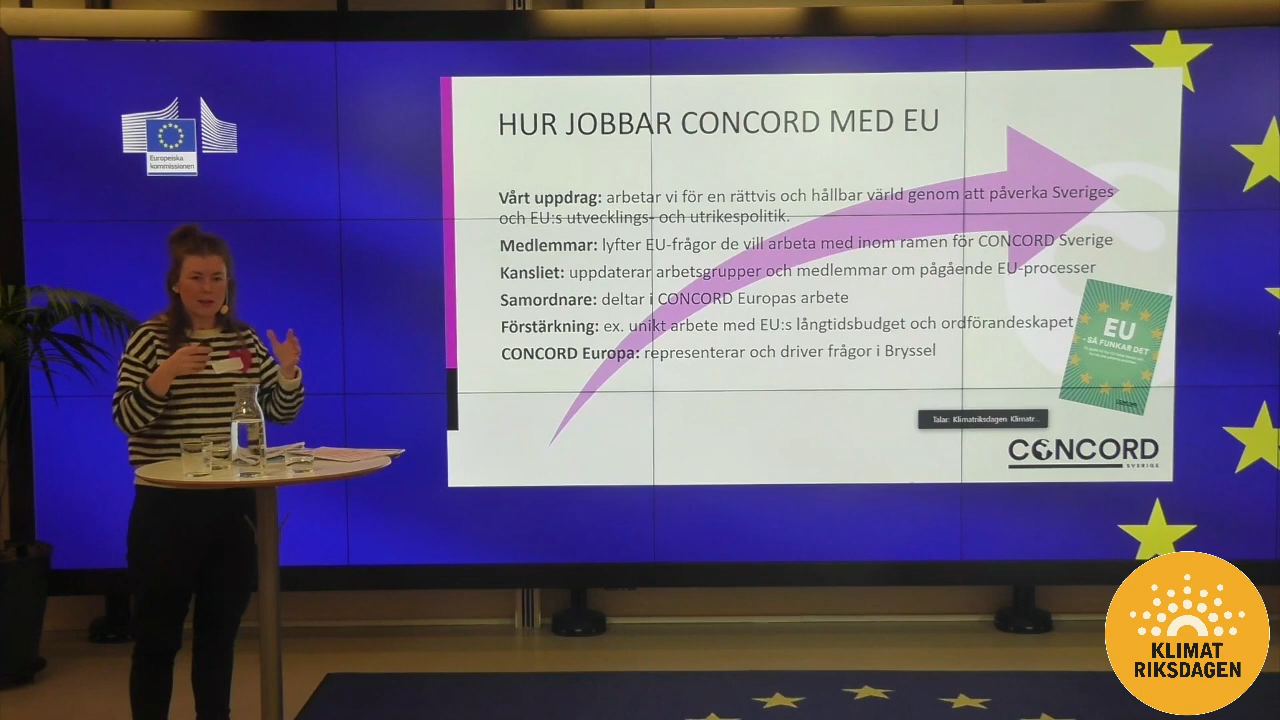 Europeiska
kommissionen
HUR JOBBAR CONCORD MED EU
Vårt uppdrag: arbetar vi för en rättvis och hållbar värld genom att påverka Sveriges
och EU:s utvecklings- och utrikespolitik.
Medlemmar: lyfter EU-frågor de vill arbeta med inom ramen för CONCORD Sverige
Kansliet: uppdaterar arbetsgrupper och medlemmar om pågående EU-processer
Samordnare: deltar i CONCORD Europas arbete
Förstärkning: ex. unikt arbete med EU:s långtidsbudget och ordförandeskapet
CONCORD Europa: representerar och driver frågor i Bryssel
EU
- SÅ FUNKAR DET
Talar: Klimatriksdagen Klimatr...
CONCORD
SVERIGE
KLIMAT
RIKSDAGEN